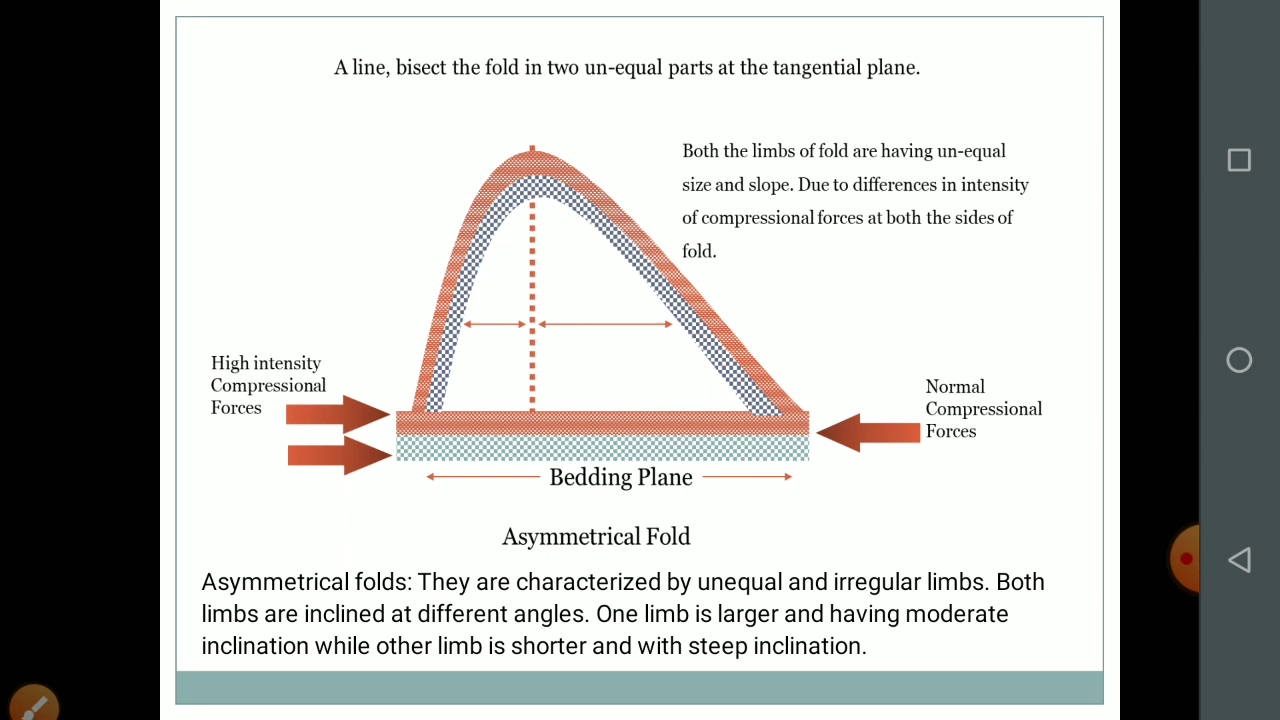 A line, bisect the fold in two un-equal parts at the tangential plane.
Both the limbs of fold are having un-equal
size and slope. Due to differences in intensity
of compressional forces at both the sides of
fold.
High intensity
Compressional
Forces
Normal
Compressional
Forces
Bedding Plane
Asymmetrical Fold
Asymmetrical folds: They are characterized by unequal and irregular limbs. Both
limbs are inclined at different angles. One limb is larger and having moderate
inclination while other limb is shorter and with steep inclination.